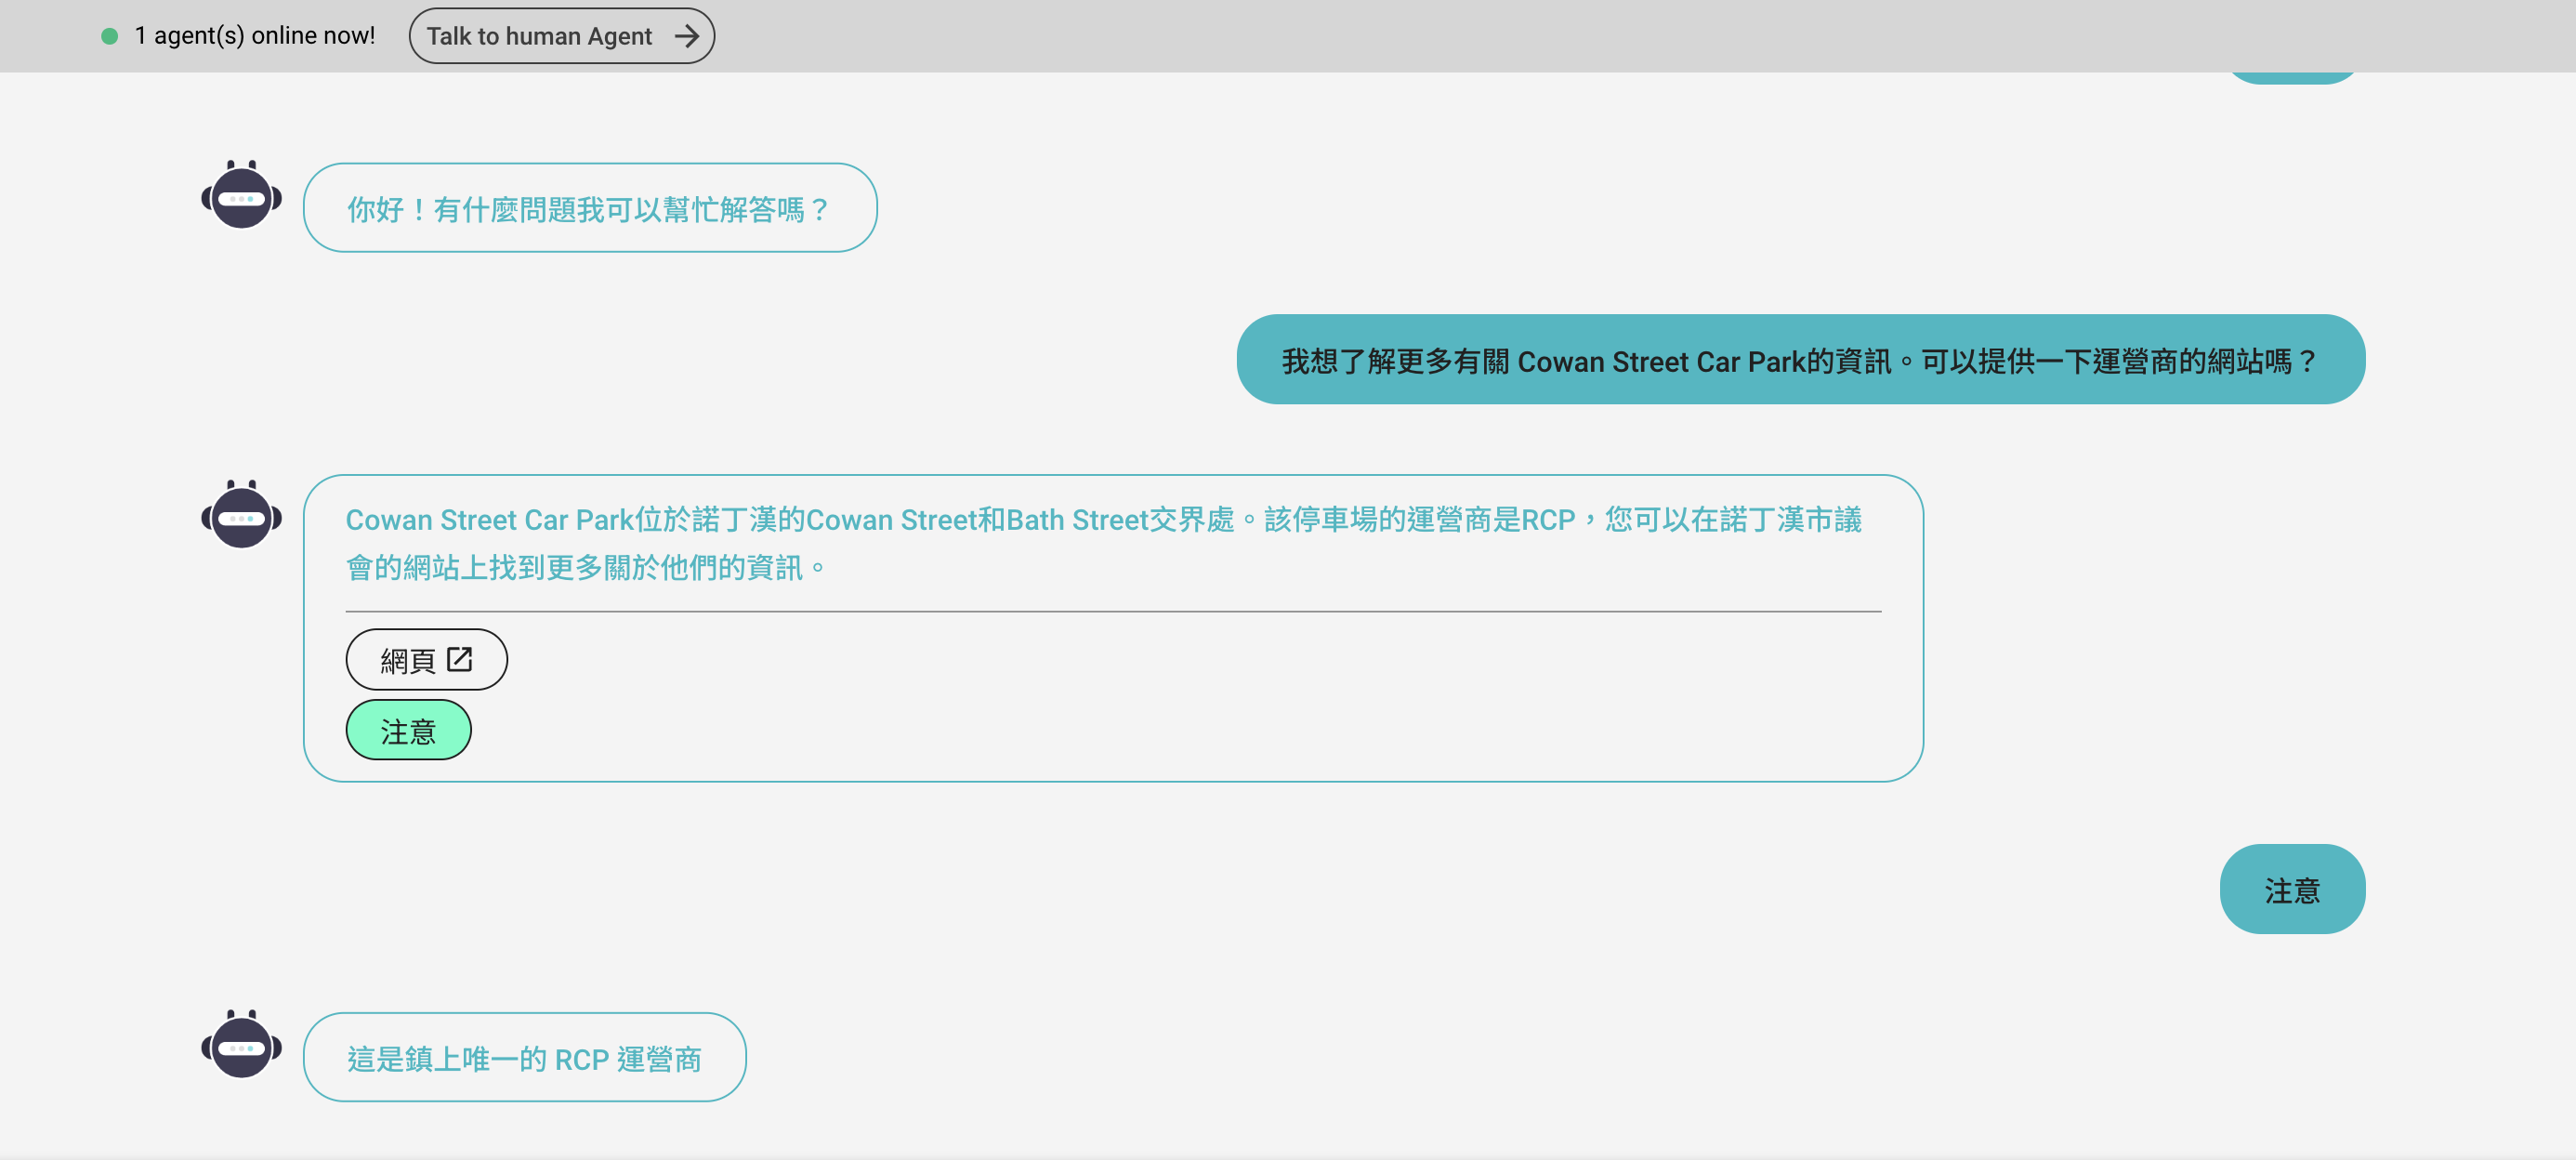 1 agent(s) online now!
Talk to human Agent
你好！有什麼問題我可以幫忙解答嗎？
我想了解更多有關 Cowan Street Car Park的資訊。可以提供一下運營商的網站嗎？
Cowan Street Car Park位於諾丁漢的Cowan Street和Bath Street交界處。該停車場的運營商是RCP，您可以在諾丁漢市議
會的網站上找到更多關於他們的資訊。
網頁
注意
注意
這是鎮上唯一的 RCP 運營商